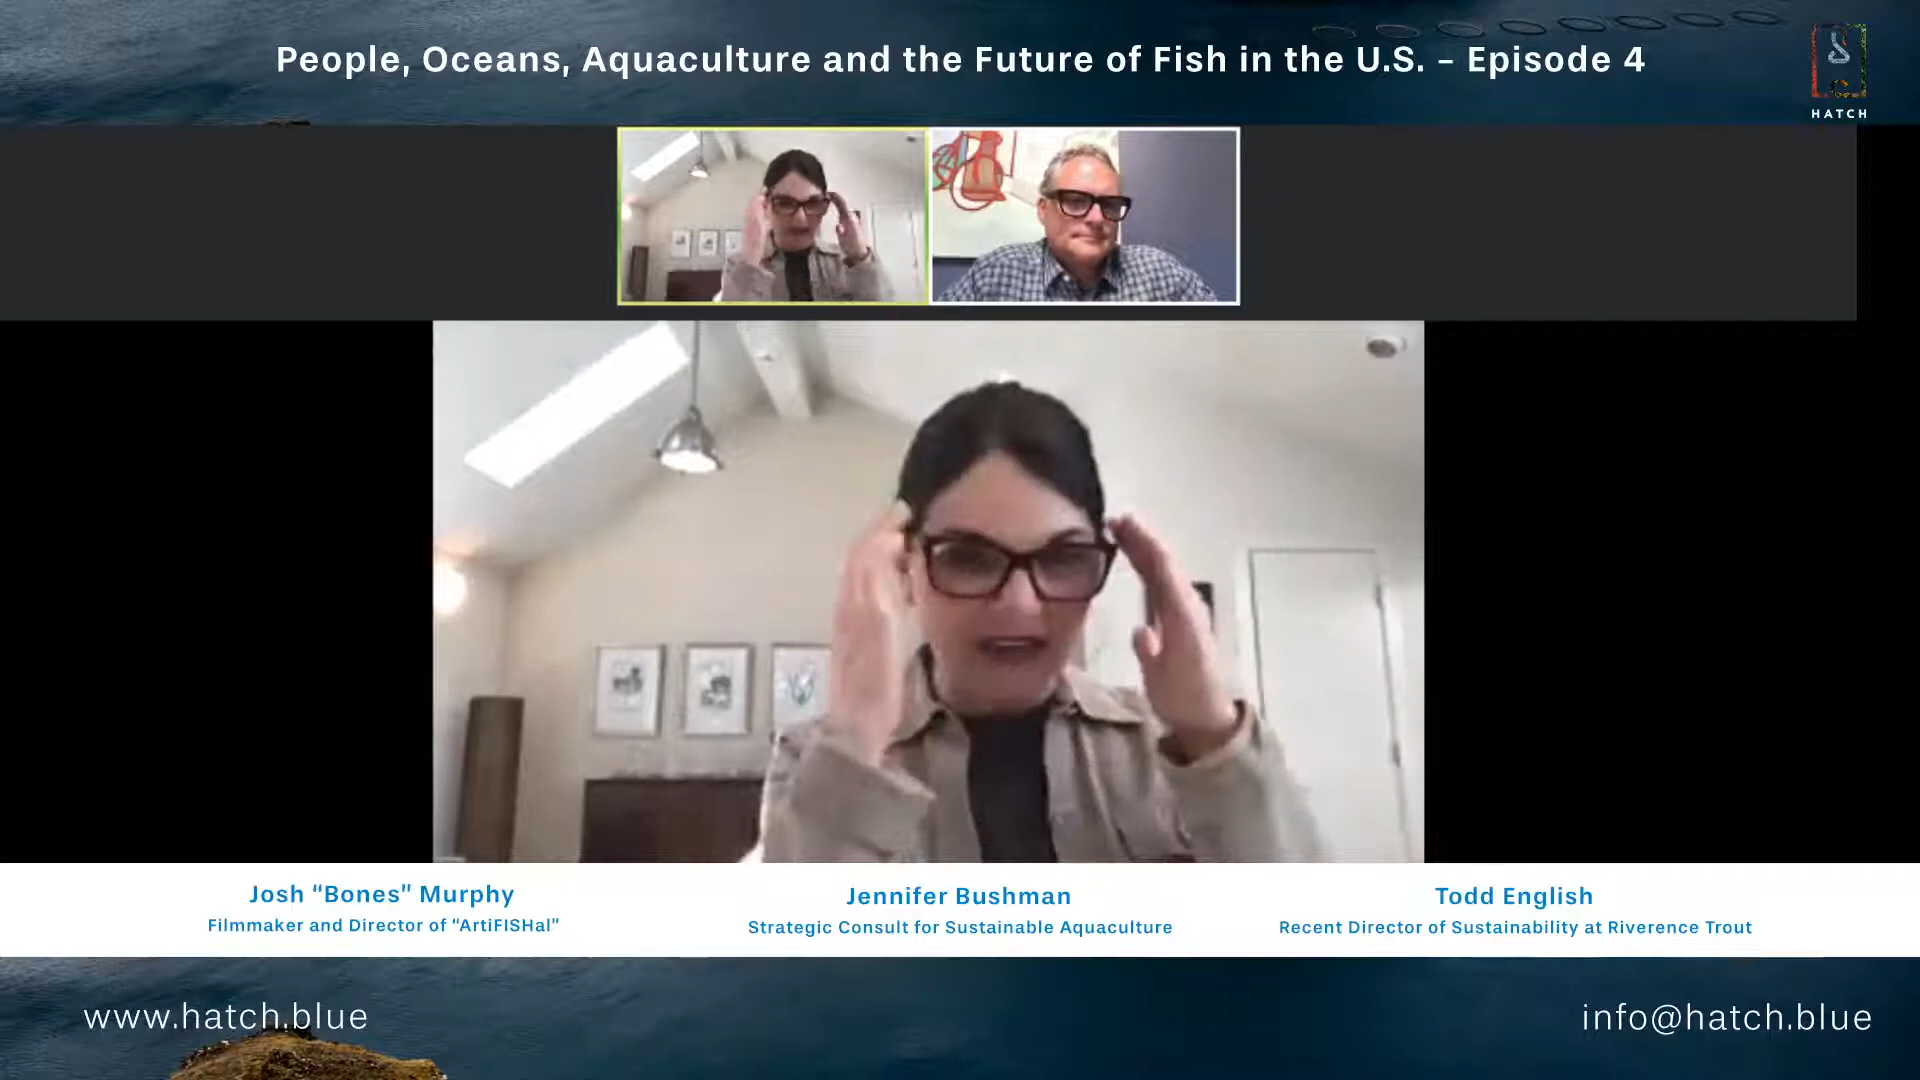 People, Oceans, Aquaculture and the Future of Fish in the U.S. – Episode 4
HATCH
Josh “Bones” Murphy
Filmmaker and Director of “ArtiFISHal”
Jennifer Bushman
Strategic Consult for Sustainable Aquaculture
Todd English
Recent Director of Sustainability at Riverence Trout
www.hatch.blue
info@hatch.blue